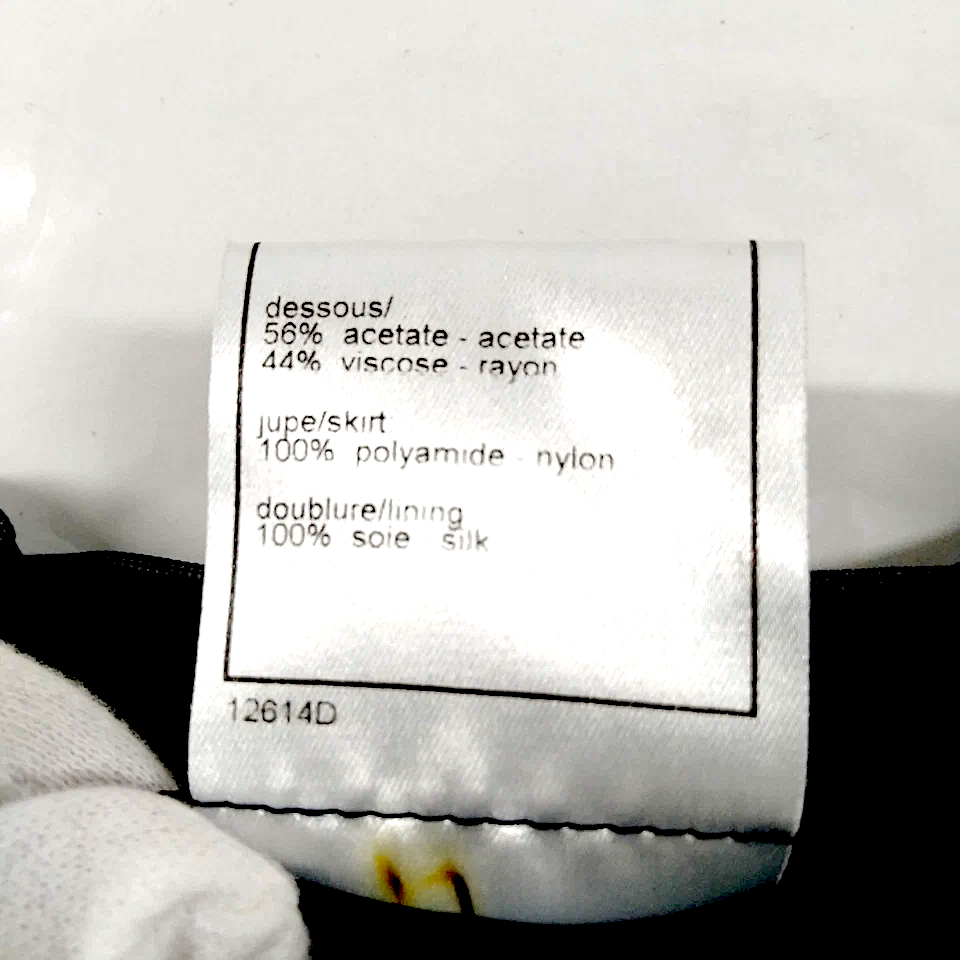 dessous/
56% acetate - acetate
44% viscose - rayon
jupe/skirt
100% polyamide - nylon
doublure/lining
100% soie silk
12614D